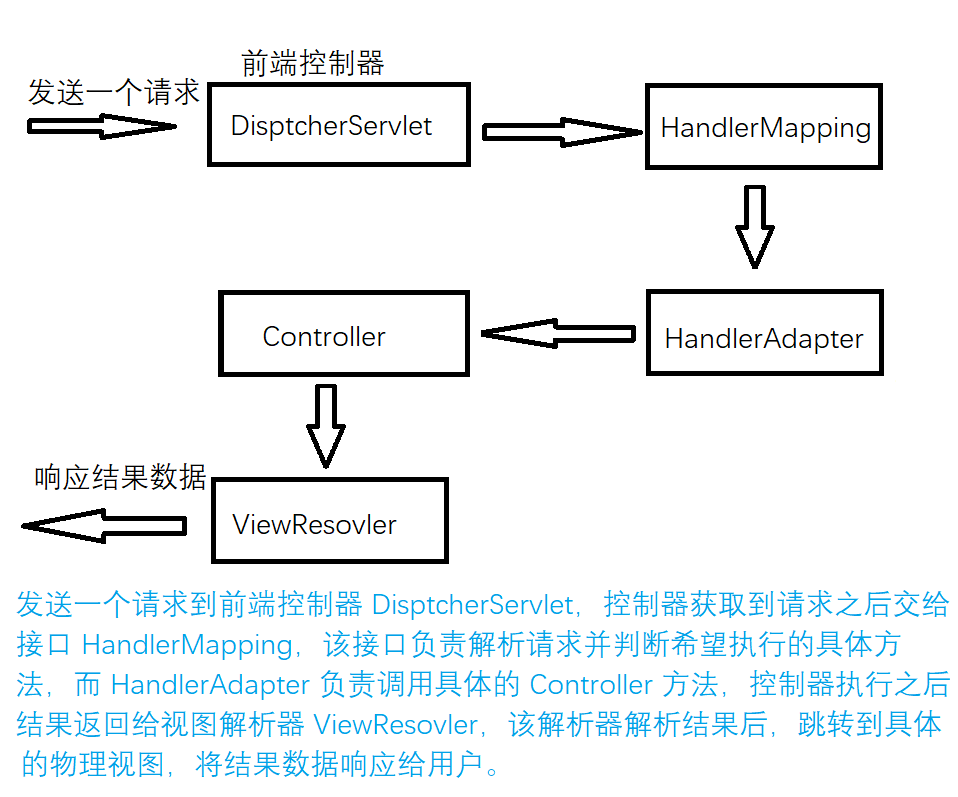 前端控制器
发送一个请求
DisptcherServlet
HandlerMapping
Controller
HandlerAdapter
响应结果数据
ViewResovler
发送一个请求到前端控制器 DisptcherServlet，控制器获取到请求之后交给
接口 HandlerMapping，该接口负责解析请求并判断希望执行的具体方
法，而 HandlerAdapter 负责调用具体的 Controller 方法，控制器执行之后
结果返回给视图解析器 ViewResovler，该解析器解析结果后，跳转到具体
的物理视图，将结果数据响应给用户。